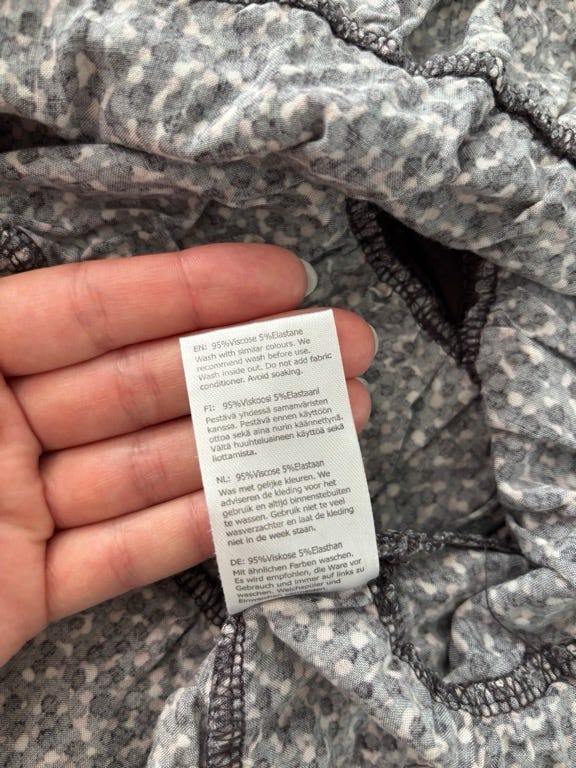 EN: 95%Viscose 5%Elastane
Wash with similar colours. We
recommend wash before use.
Wash inside out. Do not add fabric
conditioner. Avoid soaking.
FI: 95%Viskoosi 5%Elastaani
Pestävä yhdessä samanväristen
kanssa. Pestävä ennen käyttöön
ottoa sekä aina nurin käännettynä.
Vältä huuhteluaineen käyttöä sekä
liottamista.
NL: 95%Viscose 5%Elastaan
Was met gelijke kleuren. We
adviseren de kleding voor het
gebruik en altijd binnenstebuiten
te wassen. Gebruik niet te veel
wasverzachter en laat de kleding
niet in de week staan.
DE: 95%Viskose 5%Elasthan
Mit ähnlichen Farben waschen.
Es wird empfohlen, die Ware vor
Gebrauch und immer auf links zu
waschen. Weichspüler und
Einweichen